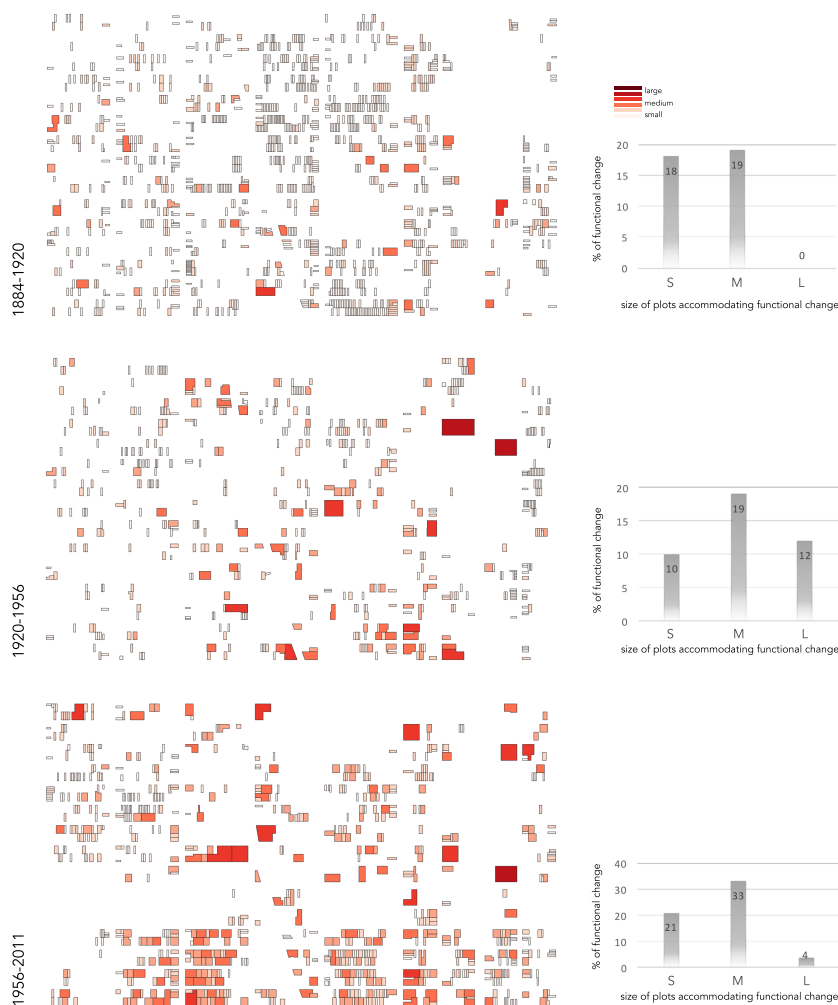 large
medium
small
1884-1920
% of functional change
20
15
10
5
0
18
19
0
S M L
size of plots accommodating functional change
1920-1956
% of functional change
20
15
10
5
0
10
19
12
S M L
size of plots accommodating functional change
1956-2011
% of functional change
40
30
20
10
0
21
33
4
S M L
size of plots accommodating functional change